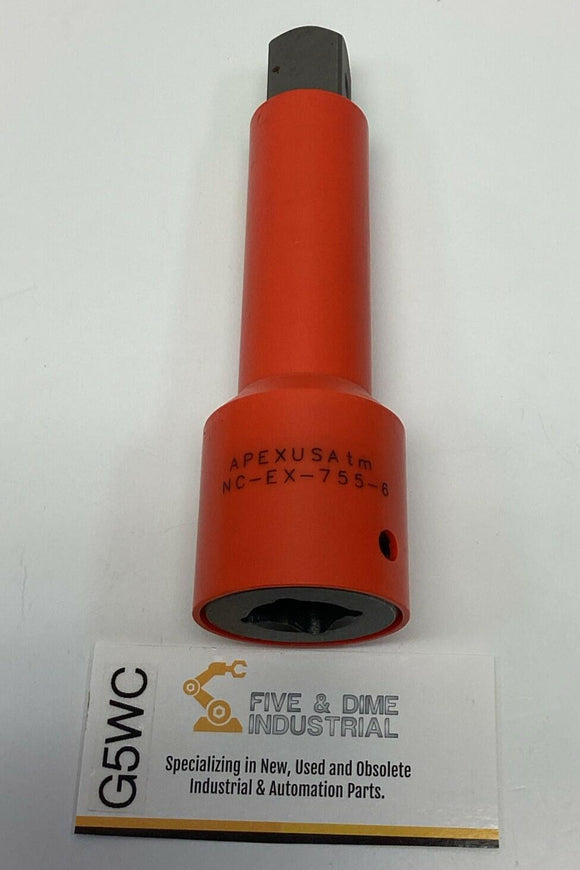 APEXUSAtm
NC-EX-755-6
G5WC
FIVE & DIME
INDUSTRIAL
Specializing in New, Used and Obsolete
Industrial & Automation Parts.